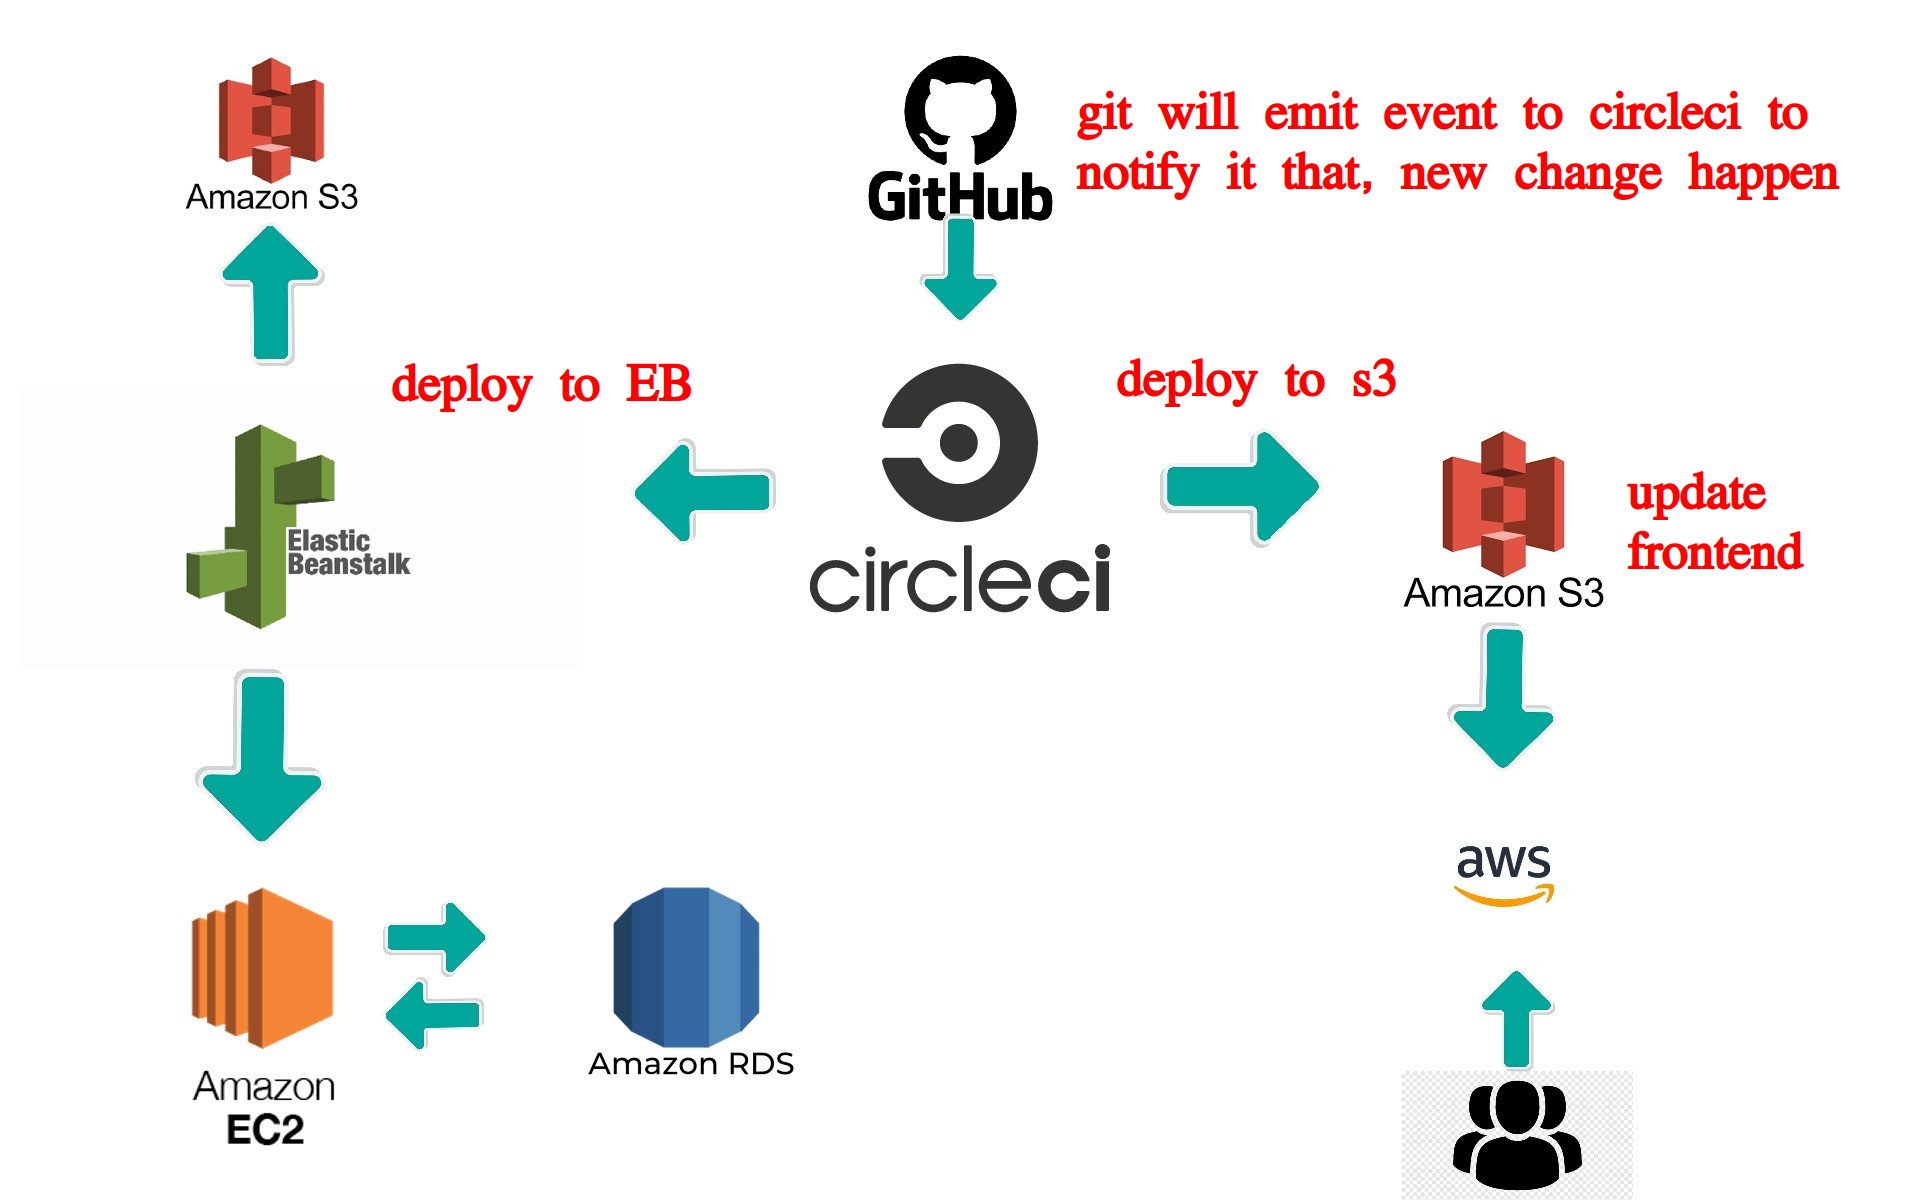 Amazon S3
GitHub
git will emit event to circleci to
notify it that, new change happen
deploy to EB
deploy to s3
Elastic
Beanstalk
circleci
Amazon S3
update
frontend
aws
Amazon
EC2
Amazon RDS